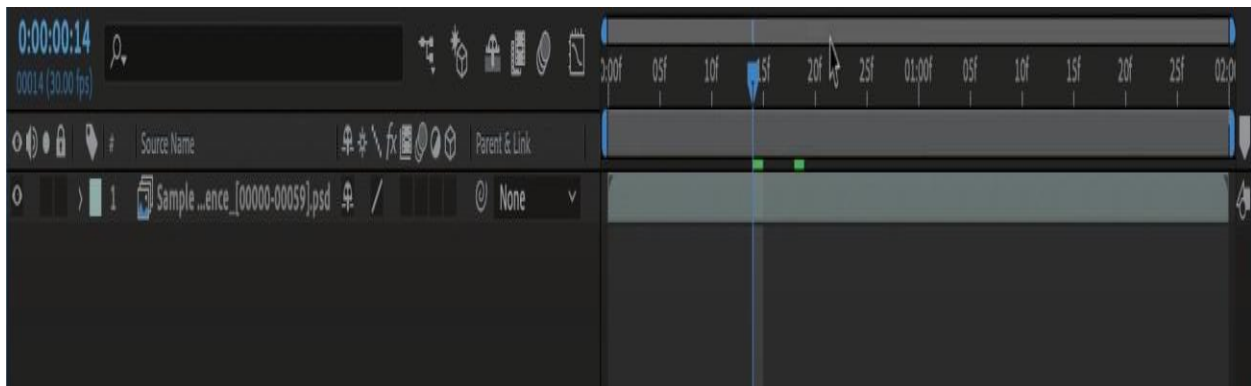 0:00:00:14
00014 (30.00 fps)
:00f 05f 10f 15f 20f 25f 01:00f 05f 10f 15f 20f 25f 02:0
# Source Name fx Parent & Link
1 Sample ...ence_[00000-00059].psd None